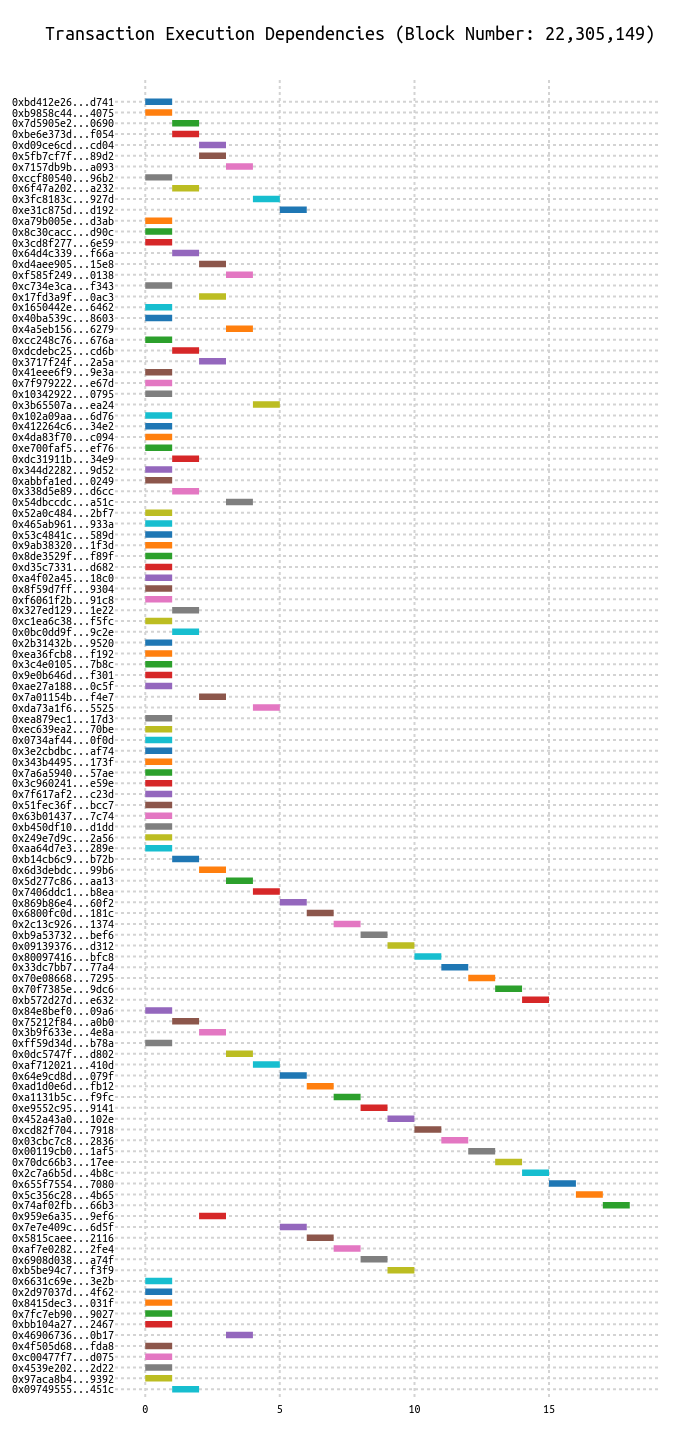 Transaction Execution Dependencies (Block Number: 22,305,149)
0xbd412e26...d741
0xb9858c44...4075
0x7d5905e2...0690
0xbe6e373d...f054
0xd09ce6cd...cd04
0x5fb7cf7f...89d2
0x7157db9b...a093
0xccf80540...96b2
0x6f47a202...a232
0x3fc8183c...927d
0xe31c875d...d192
0xa79b005e...d3ab
0x8c30cacc...d90c
0x3cd8f277...6e59
0x64d4c339...f66a
0xd4aee905...15e8
0xf585f249...0138
0xc734e3ca...f343
0x17fd3a9f...0ac3
0x1650442e...6462
0x40ba539c...8603
0x4a5eb156...6279
0xcc248c76...676a
0xdcdebc25...cd6b
0x3717f24f...2a5a
0x41eee6f9...9e3a
0x7f979222...e67d
0x10342922...0795
0x3b65507a...ea24
0x102a09aa...6d76
0x412264c6...34e2
0x4da83f70...c094
0xe700faf5...ef76
0xdc31911b...34e9
0x344d2282...9d52
0xabbfa1ed...0249
0x338d5e89...d6cc
0x54dbccdc...a51c
0x52a0c484...2bf7
0x465ab961...933a
0x53c4841c...589d
0x9ab38320...1f3d
0x8de3529f...f89f
0xd35c7331...d682
0xa4f02a45...18c0
0x8f59d7ff...9304
0xf6061f2b...91c8
0x327ed129...1e22
0xc1ea6c38...f5fc
0x0bc0dd9f...9c2e
0x2b31432b...9520
0xea36fcb8...f192
0x3c4e0105...7b8c
0x9e0b646d...f301
0xae27a188...0c5f
0x7a01154b...f4e7
0xda73a1f6...5525
0xea879ec1...17d3
0xec639ea2...70be
0x0734af44...0f0d
0x3e2cbdbc...af74
0x343b4495...173f
0x7a6a5940...57ae
0x3c960241...e59e
0x7f617af2...c23d
0x51fec36f...bcc7
0x63b01437...7c74
0xb450df10...d1dd
0x249e7d9c...2a56
0xaa64d7e3...289e
0xb14cb6c9...b72b
0x6d3debdc...99b6
0x5d277c86...aa13
0x7406ddc1...b8ea
0x869b86e4...60f2
0x6800fc0d...181c
0x2c13c926...1374
0xb9a53732...bef6
0x09139376...d312
0x80097416...bfc8
0x33dc7bb7...77a4
0x70e08668...7295
0x70f7385e...9dc6
0xb572d27d...e632
0x84e8bef0...09a6
0x75212f84...a0b0
0x3b9f633e...4e8a
0xff59d34d...b78a
0x0dc5747f...d802
0xaf712021...410d
0x64e9cd8d...079f
0xad1d0e6d...fb12
0xa1131b5c...f9fc
0xe9552c95...9141
0x452a43a0...102e
0xcd82f704...7918
0x03cbc7c8...2836
0x00119cb0...1af5
0x70dc66b3...17ee
0x2c7a6b5d...4b8c
0x655f7554...7080
0x5c356c28...4b65
0x74af02fb...66b3
0x959e6a35...9ef6
0x7e7e409c...6d5f
0x5815caee...2116
0xaf7e0282...2fe4
0x6908d038...a74f
0xb5be94c7...f3f9
0x6631c69e...3e2b
0x2d97037d...4f62
0x8415dec3...031f
0x7fc7eb90...9027
0xbb104a27...2467
0x46906736...0b17
0x4f505d68...fda8
0xc00477f7...d075
0x4539e202...2d22
0x97aca8b4...9392
0x09749555...451c
0 5 10 15